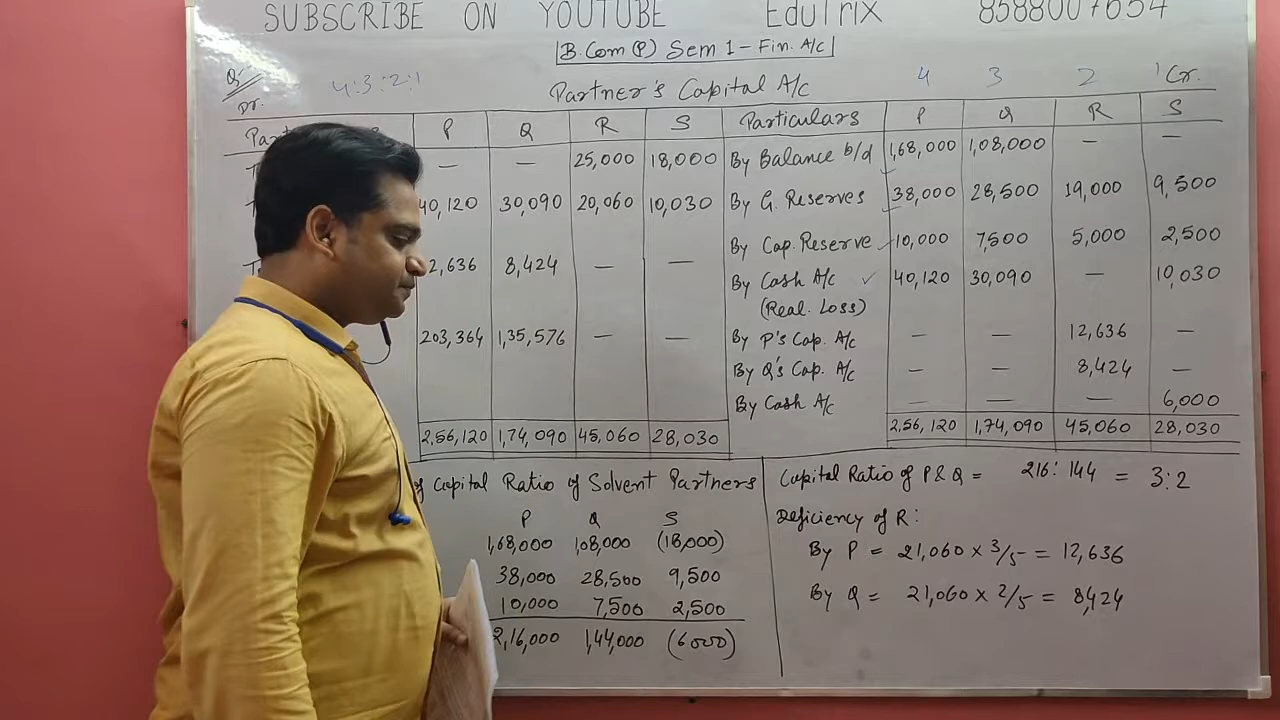 SUBSCRIBE ON YOUTUBE EduTrix 8588007654
B.Com (P) Sem 1 - Fin. A/c
Q5 4:3:2:1 Partner's Capital A/c 4 3 2 1 Cr.
Dr.
P Q R S Particulars P Q R S
— — 25,000 18,000 By Balance b/d 1,68,000 1,08,000 — —
40,120 30,090 20,060 10,030 By G. Reserves 38,000 28,500 19,000 9,500
By Cap. Reserve 10,000 7,500 5,000 2,500
2,636 8,424 — — By Cash A/c ✓ 40,120 30,090 — 10,030
(Real. Loss)
203,364 1,35,576 — — By P's Cap. A/c — — 12,636 —
By Q's Cap. A/c — — 8,424 —
By Cash A/c — — — 6,000
2,56,120 1,74,090 45,060 28,030 2,56,120 1,74,090 45,060 28,030
of Capital Ratio of Solvent Partners
P Q S
1,68,000 1,08,000 (18,000)
38,000 28,500 9,500
10,000 7,500 2,500
2,16,000 1,44,000 (6000)
Capital Ratio of P & Q = 216:144 = 3:2
Deficiency of R:
By P = 21,060 × 3/5 = 12,636
By Q = 21,060 × 2/5 = 8,424